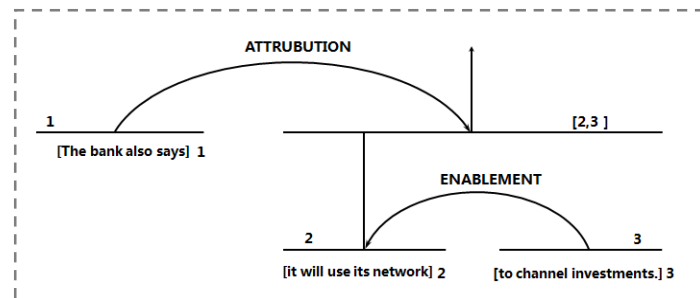 ATTRUBUTION
1
[2,3 ]
[The bank also says] 1
ENABLEMENT
2 3
[it will use its network] 2 [to channel investments.] 3